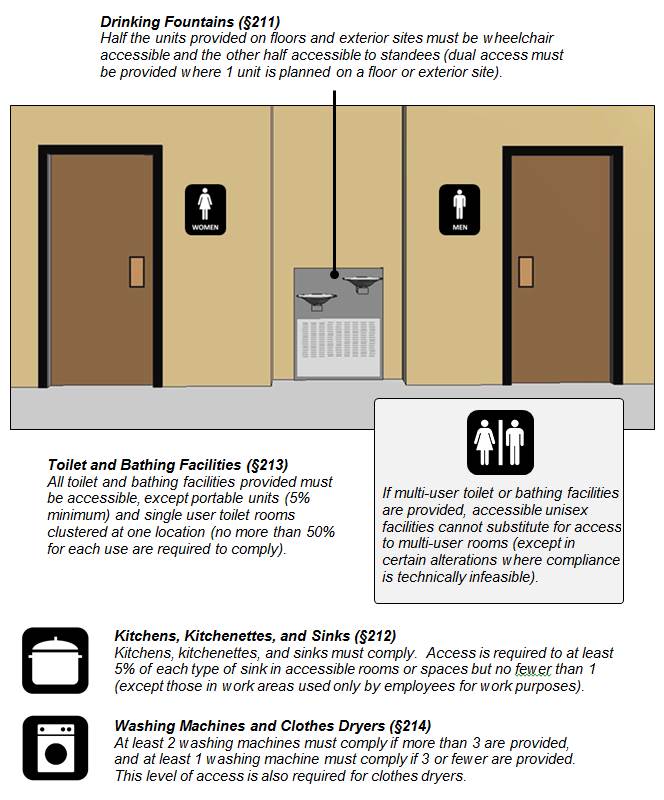 Drinking Fountains (§211)
Half the units provided on floors and exterior sites must be wheelchair
accessible and the other half accessible to standees (dual access must
be provided where 1 unit is planned on a floor or exterior site).
WOMEN
MEN
Toilet and Bathing Facilities (§213)
All toilet and bathing facilities provided must
be accessible, except portable units (5%
minimum) and single user toilet rooms
clustered at one location (no more than 50%
for each use are required to comply).
If multi-user toilet or bathing facilities
are provided, accessible unisex
facilities cannot substitute for access
to multi-user rooms (except in
certain alterations where compliance
is technically infeasible).
Kitchens, Kitchenettes, and Sinks (§212)
Kitchens, kitchenettes, and sinks must comply.  Access is required to at least
5% of each type of sink in accessible rooms or spaces but no fewer than 1
(except those in work areas used only by employees for work purposes).
Washing Machines and Clothes Dryers (§214)
At least 2 washing machines must comply if more than 3 are provided,
and at least 1 washing machine must comply if 3 or fewer are provided.
This level of access is also required for clothes dryers.